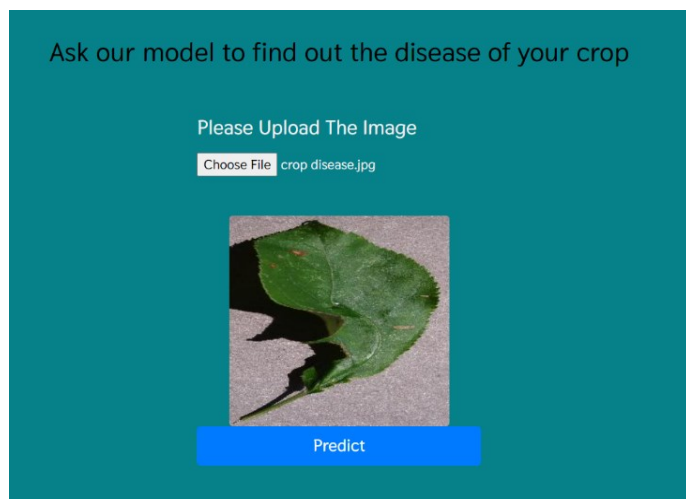 Ask our model to find out the disease of your crop
Please Upload The Image
Choose File crop disease.jpg
Predict